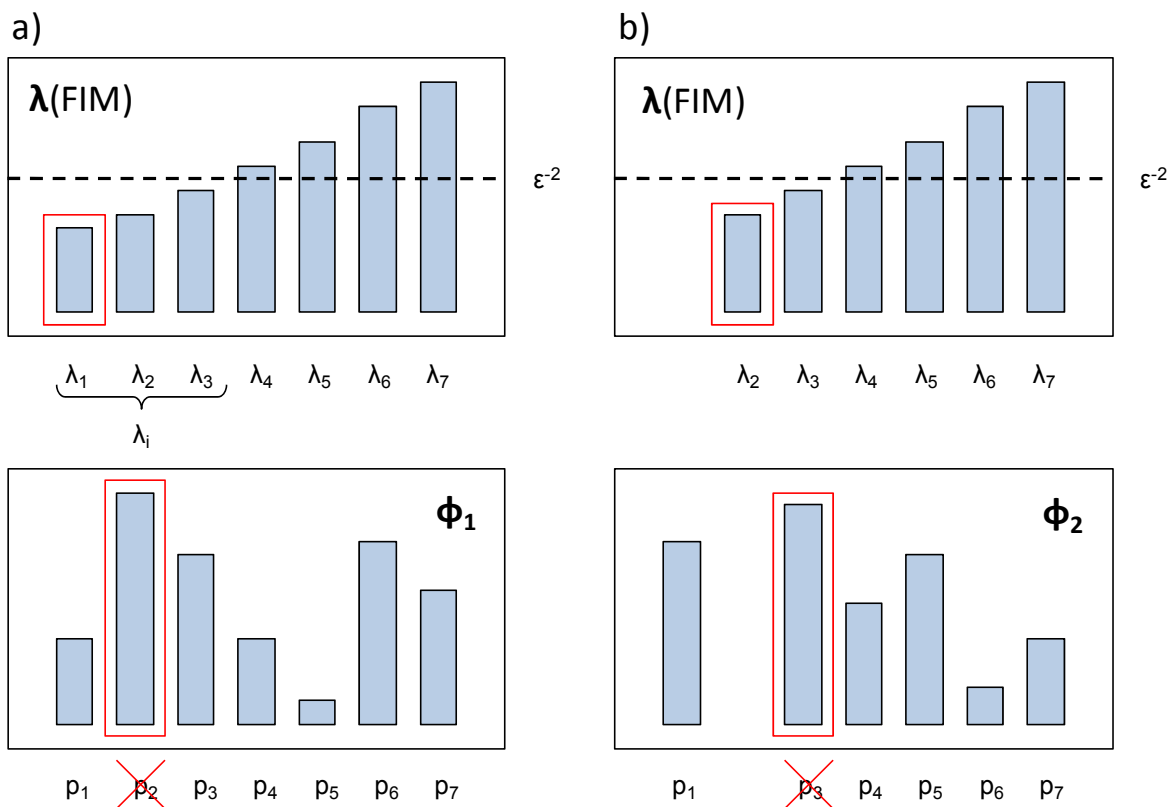 a)
λ(FIM)
ε⁻²
λ₁ λ₂ λ₃ λ₄ λ₅ λ₆ λ₇
λᵢ
ϕ₁
p₁ p₂ p₃ p₄ p₅ p₆ p₇
b)
λ(FIM)
ε⁻²
λ₂ λ₃ λ₄ λ₅ λ₆ λ₇
ϕ₂
p₁ p₃ p₄ p₅ p₆ p₇